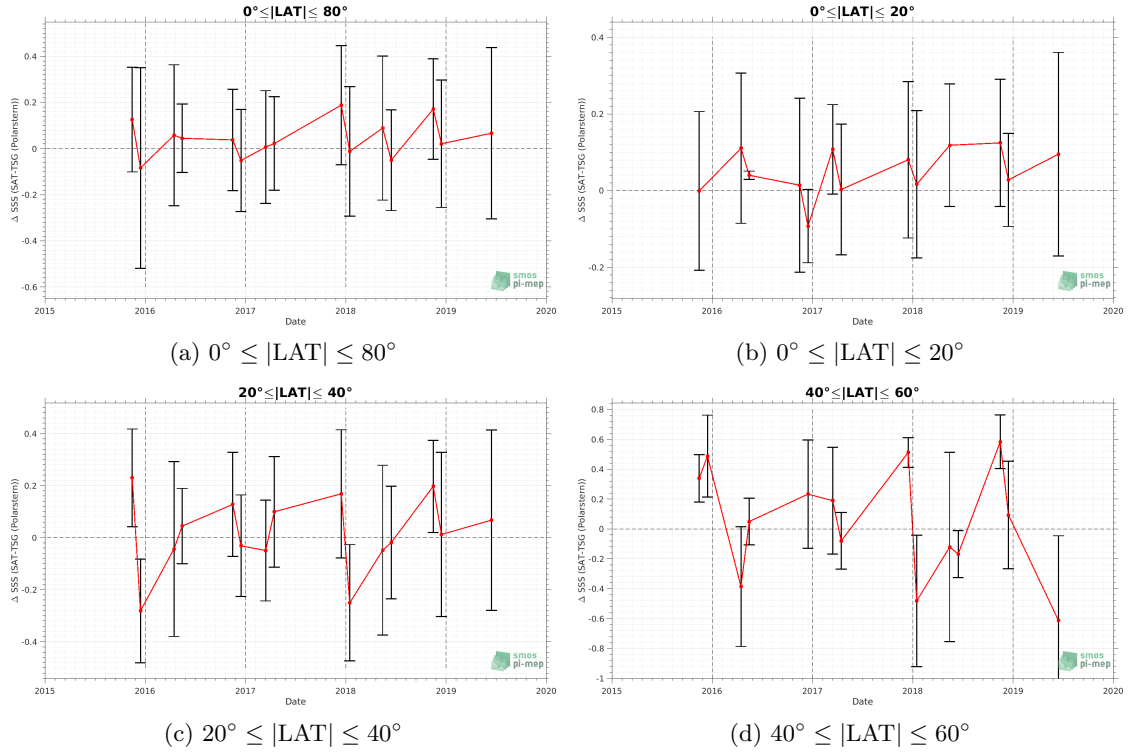 0°≤|LAT|≤ 80°
Δ SSS (SAT-TSG (Polarstern))
0.4
0.2
0
-0.2
-0.4
-0.6
2015
2016
2017
2018
2019
2020
Date
smos
pi-mep
(a) 0° ≤ |LAT| ≤ 80°
0°≤|LAT|≤ 20°
Δ SSS (SAT-TSG (Polarstern))
0.4
0.2
0
-0.2
2015
2016
2017
2018
2019
2020
Date
smos
pi-mep
(b) 0° ≤ |LAT| ≤ 20°
20°≤|LAT|≤ 40°
Δ SSS (SAT-TSG (Polarstern))
0.4
0.2
0
-0.2
-0.4
2015
2016
2017
2018
2019
2020
Date
smos
pi-mep
(c) 20° ≤ |LAT| ≤ 40°
40°≤|LAT|≤ 60°
Δ SSS (SAT-TSG (Polarstern))
0.8
0.6
0.4
0.2
0
-0.2
-0.4
-0.6
-0.8
-1
2015
2016
2017
2018
2019
2020
Date
smos
pi-mep
(d) 40° ≤ |LAT| ≤ 60°